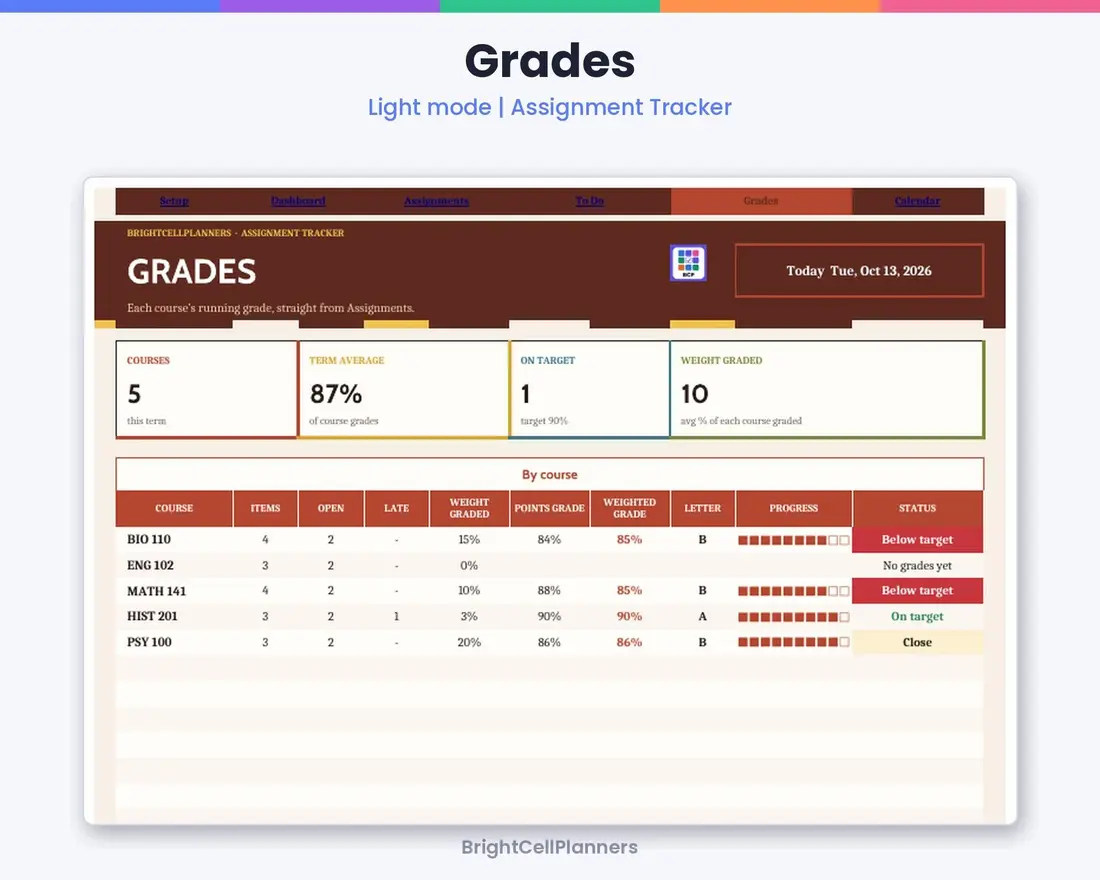 Grades
Light mode | Assignment Tracker
Setup Dashboard Assignments To Do Grades Calendar
BRIGHTCELLPLANNERS - ASSIGNMENT TRACKER
GRADES
BCP
Today Tue, Oct 13, 2026
Each course's running grade, straight from Assignments.
COURSES TERM AVERAGE ON TARGET WEIGHT GRADED
5 87% 1 10
this term of course grades target 90% avg % of each course graded
By course
COURSE ITEMS OPEN LATE WEIGHT GRADED POINTS GRADE WEIGHTED GRADE LETTER PROGRESS STATUS
BIO 110 4 2 - 15% 84% 85% B Below target
ENG 102 3 2 - 0% No grades yet
MATH 141 4 2 - 10% 88% 85% B Below target
HIST 201 3 2 1 3% 90% 90% A On target
PSY 100 3 2 - 20% 86% 86% B Close
BrightCellPlanners